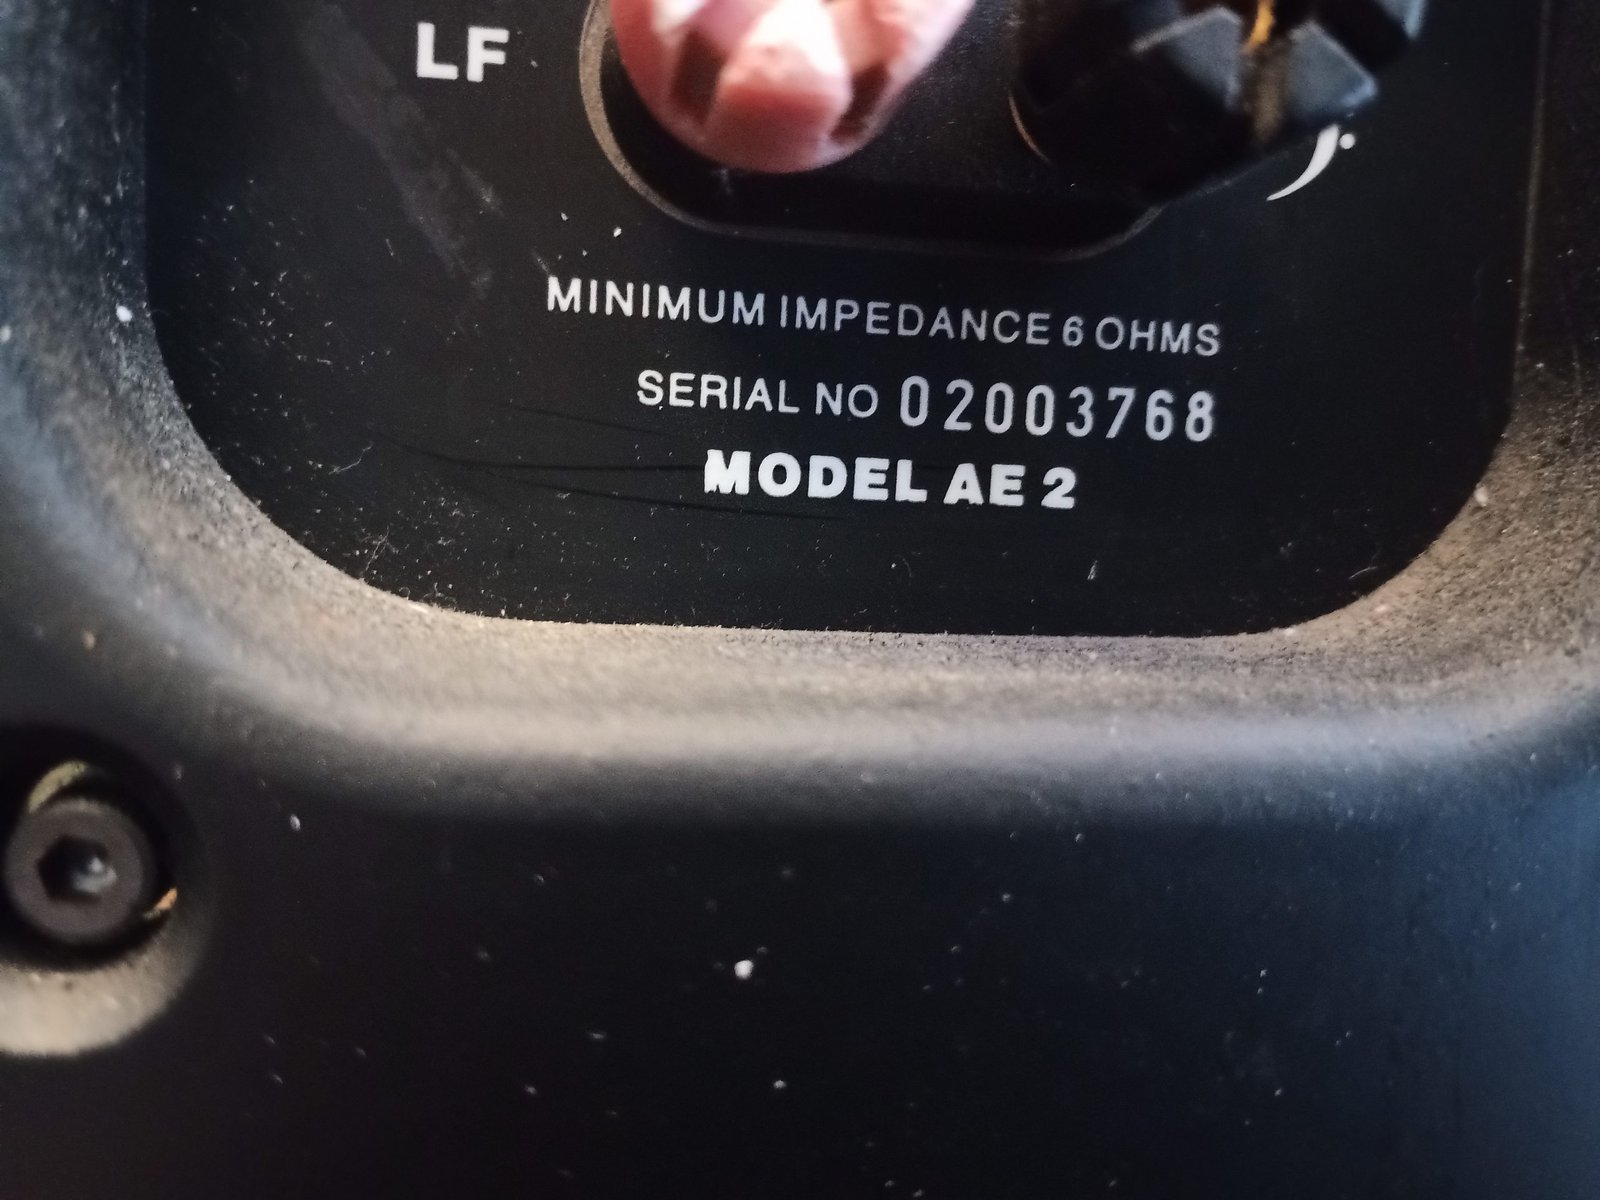 LF
MINIMUM IMPEDANCE 6 OHMS
SERIAL NO 02003768
MODEL AE 2